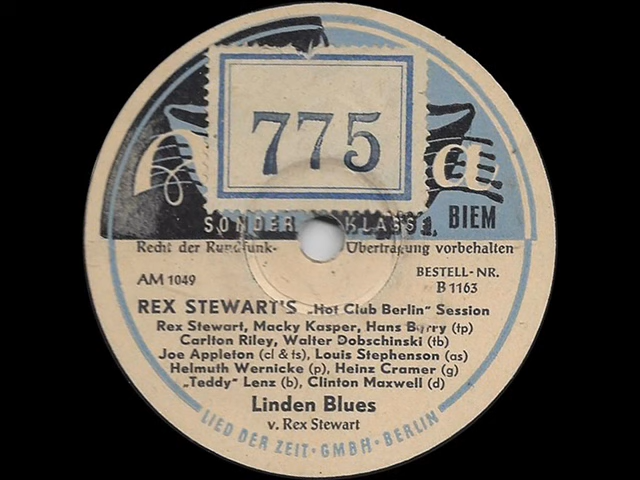 775
SONDER KLASSE
BIEM
Recht der Rundfunk- Übertragung vorbehalten
AM 1049
BESTELL-NR.
B 1163
REX STEWART'S „Hot Club Berlin" Session
Rex Stewart, Macky Kasper, Hans Berry (tp)
Carlton Riley, Walter Dobschinski (tb)
Joe Appleton (cl & ts), Louis Stephenson (as)
Helmuth Wernicke (p), Heinz Cramer (g)
„Teddy" Lenz (b), Clinton Maxwell (d)
Linden Blues
v. Rex Stewart
LIED DER ZEIT · GMBH · BERLIN